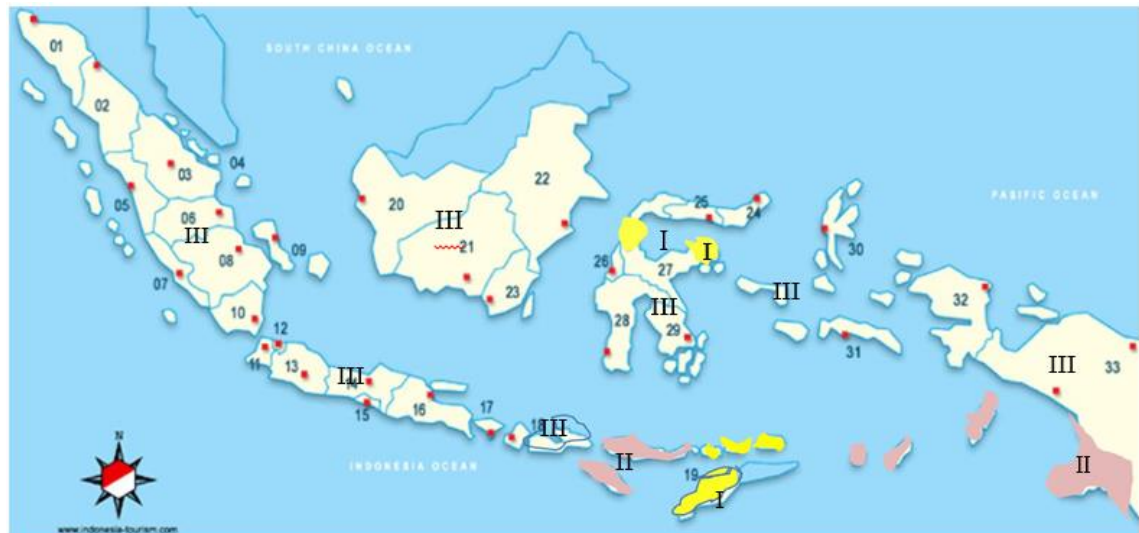 01
SOUTH CHINA OCEAN
02
03
04
22
PASIFIC OCEAN
05
20
25
24
06
III
III
30
III
09
21
I
I
08
26
27
07
23
III
32
10
III
28
29
12
31
III
33
11
13
III
14
15
16
17
18
III
N
INDONESIA OCEAN
II
19
II
I
www.indonesia-tourism.com